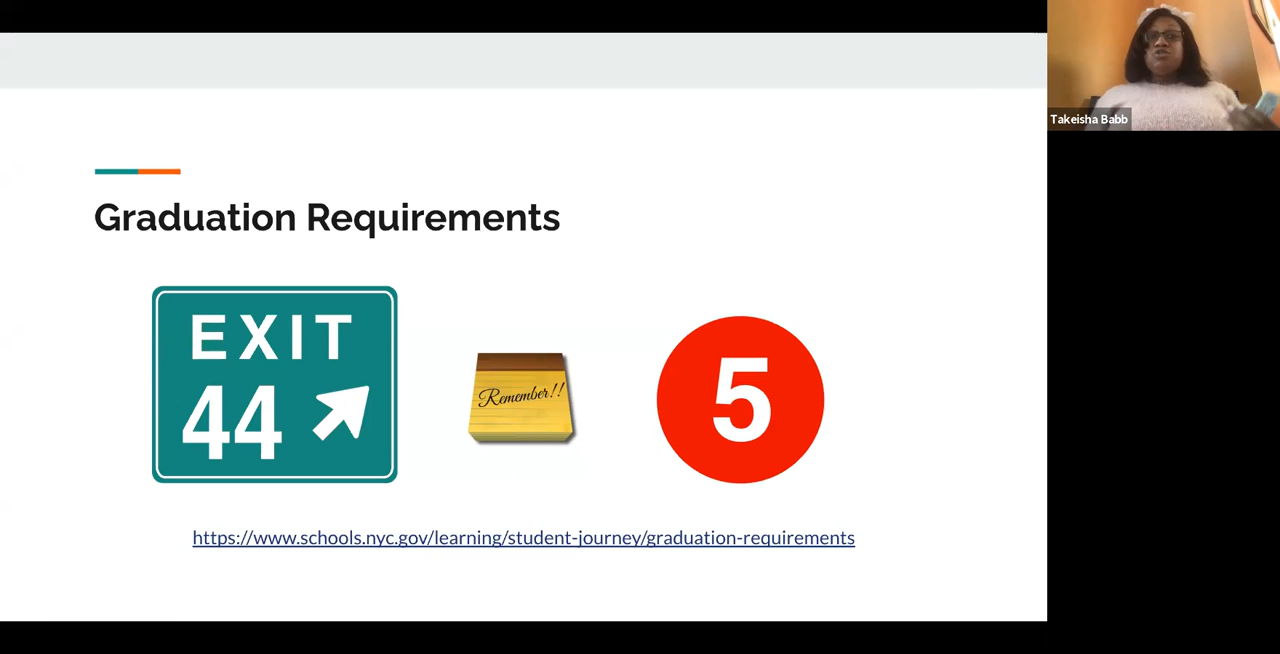 Takeisha Babb
Graduation Requirements
EXIT
44
Remember!!
5
https://www.schools.nyc.gov/learning/student-journey/graduation-requirements